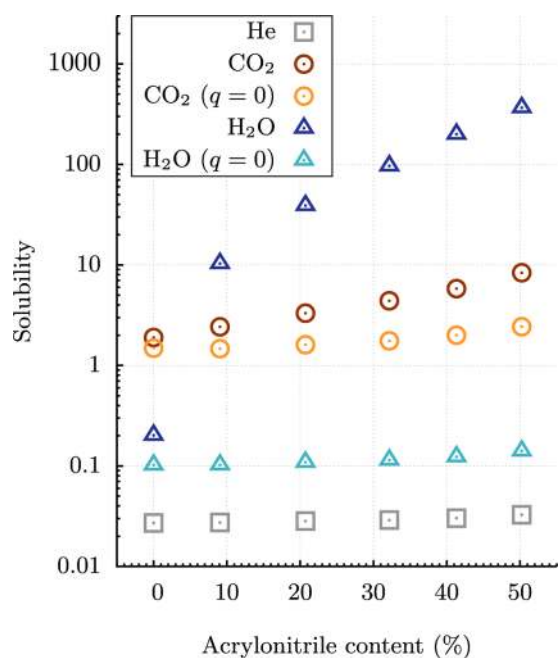 He
CO₂
CO₂ (q = 0)
H₂O
H₂O (q = 0)
1000
100
10
1
0.1
0.01
Solubility
0 10 20 30 40 50
Acrylonitrile content (%)